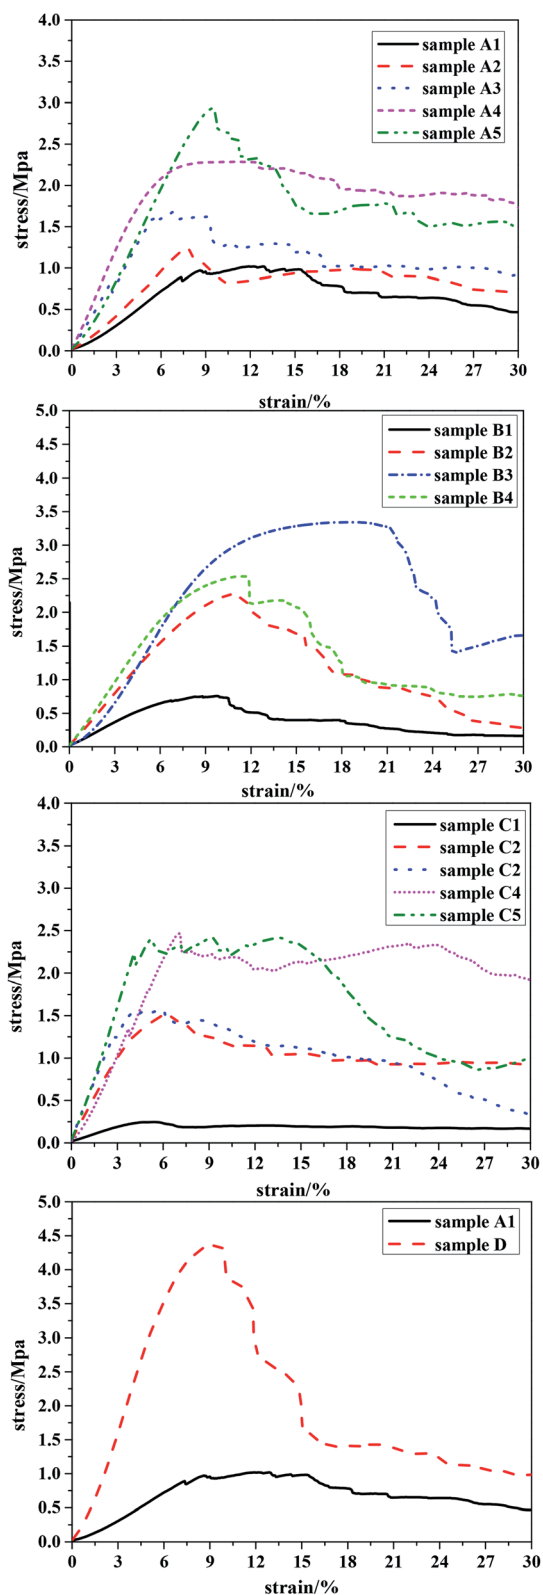 4.0
3.5
3.0
2.5
2.0
1.5
1.0
0.5
0.0
stress/Mpa
sample A1
sample A2
sample A3
sample A4
sample A5
0 3 6 9 12 15 18 21 24 27 30
strain/%
5.0
4.5
4.0
3.5
3.0
2.5
2.0
1.5
1.0
0.5
0.0
stress/Mpa
sample B1
sample B2
sample B3
sample B4
0 3 6 9 12 15 18 21 24 27 30
strain/%
4.0
3.5
3.0
2.5
2.0
1.5
1.0
0.5
0.0
stress/Mpa
sample C1
sample C2
sample C2
sample C4
sample C5
0 3 6 9 12 15 18 21 24 27 30
strain/%
5.0
4.5
4.0
3.5
3.0
2.5
2.0
1.5
1.0
0.5
0.0
stress/Mpa
sample A1
sample D
0 3 6 9 12 15 18 21 24 27 30
strain/%